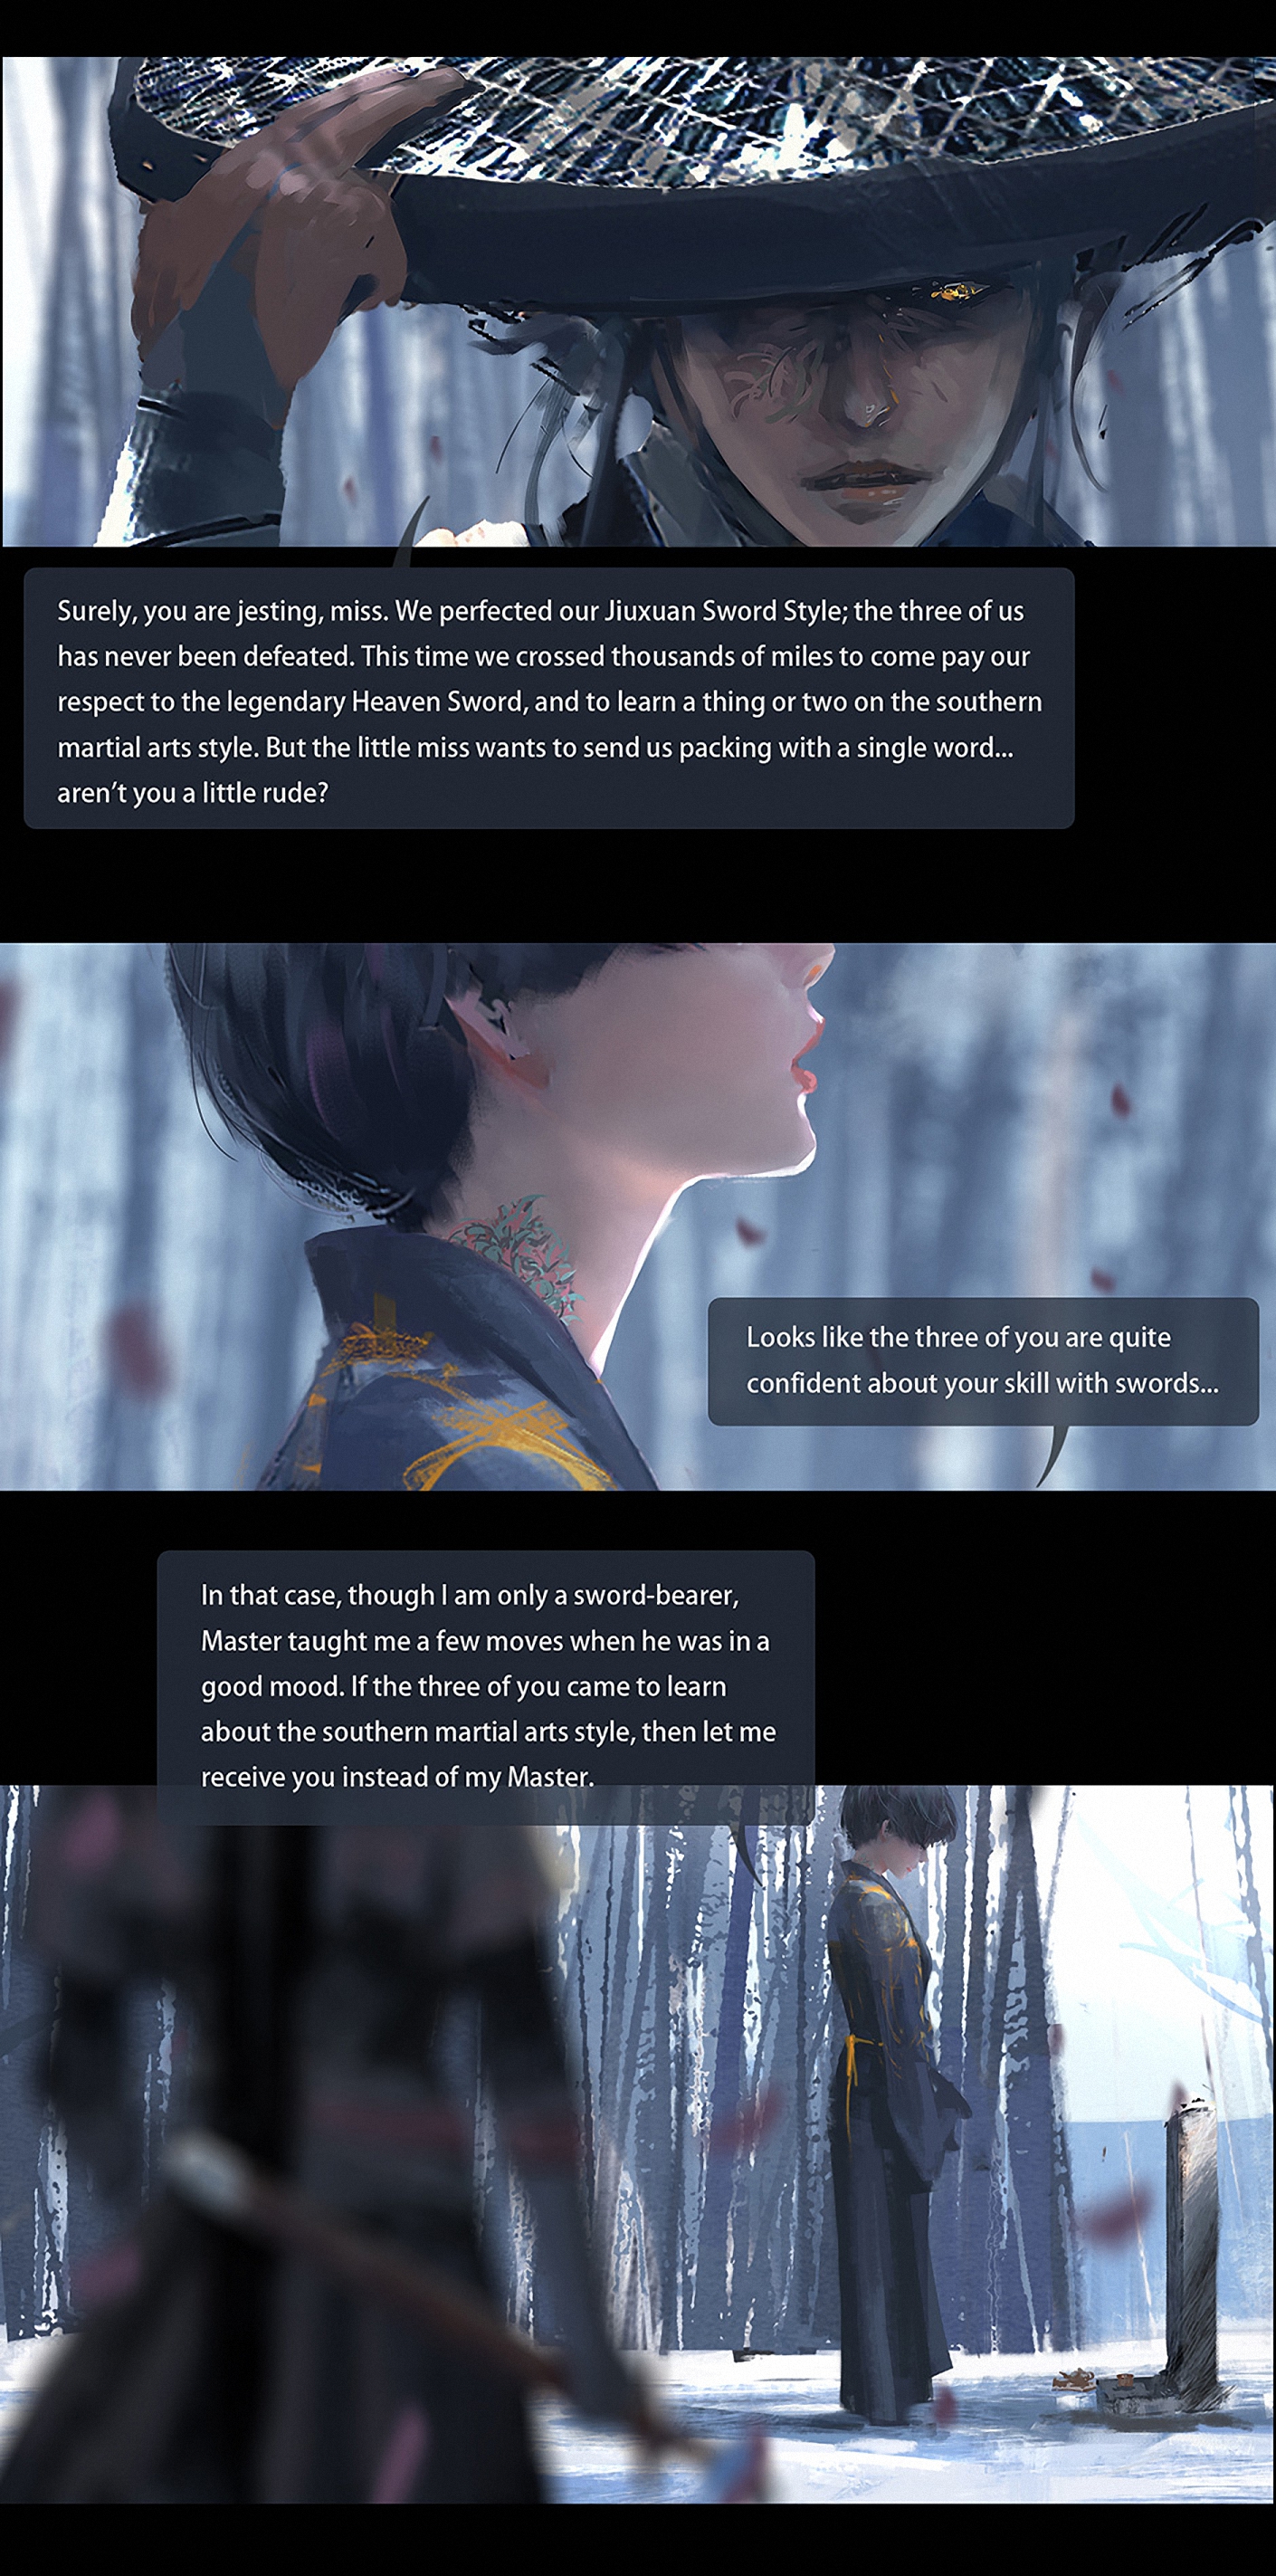 Surely, you are jesting, miss. We perfected our Jiuxuan Sword Style; the three of us
has never been defeated. This time we crossed thousands of miles to come pay our
respect to the legendary Heaven Sword, and to learn a thing or two on the southern
martial arts style. But the little miss wants to send us packing with a single word...
aren't you a little rude?
Looks like the three of you are quite
confident about your skill with swords...
In that case, though I am only a sword-bearer,
Master taught me a few moves when he was in a
good mood. If the three of you came to learn
about the southern martial arts style, then let me
receive you instead of my Master.